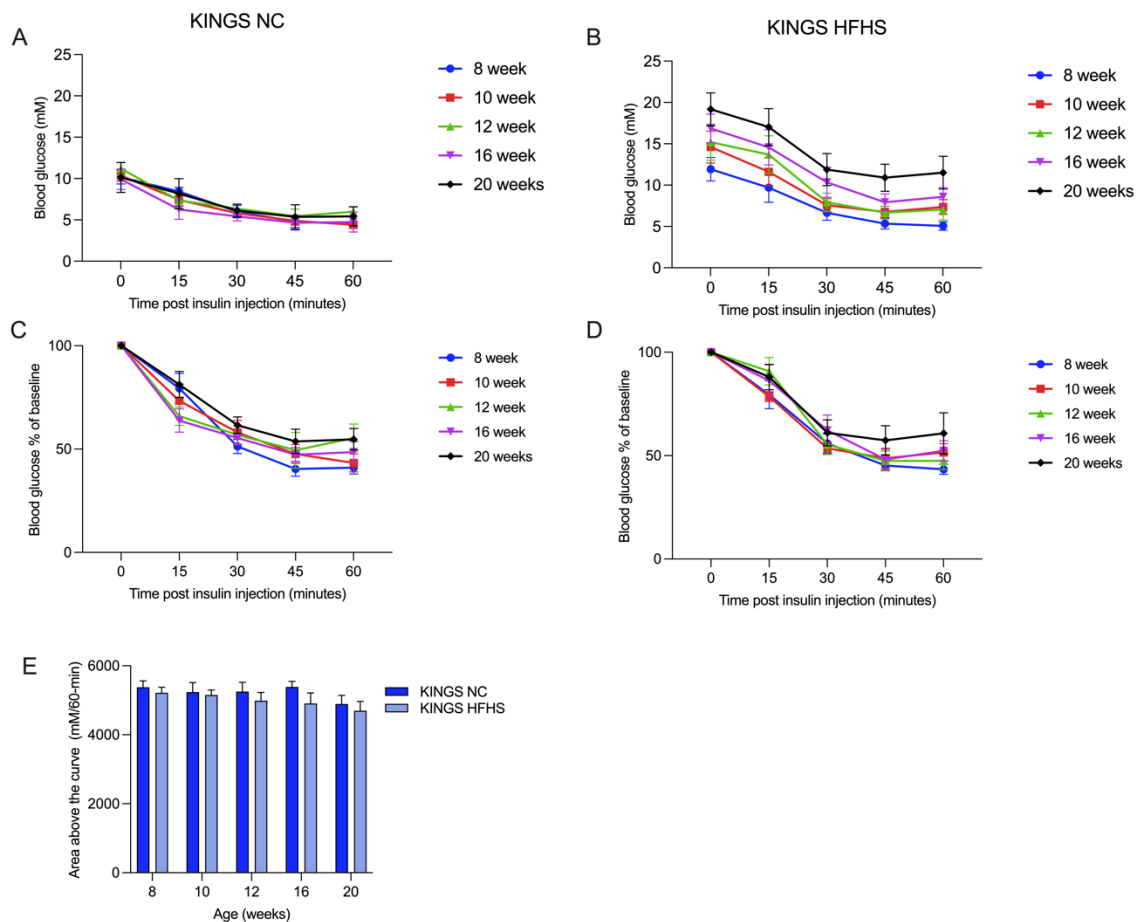 KINGS NC
KINGS HFHS
A
25
20
15
10
5
0
Blood glucose (mM)
0 15 30 45 60
Time post insulin injection (minutes)
8 week
10 week
12 week
16 week
20 weeks
B
25
20
15
10
5
0
Blood glucose (mM)
0 15 30 45 60
Time post insulin injection (minutes)
8 week
10 week
12 week
16 week
20 weeks
C
100
50
0
Blood glucose % of baseline
0 15 30 45 60
Time post insulin injection (minutes)
8 week
10 week
12 week
16 week
20 weeks
D
100
50
0
Blood glucose % of baseline
0 15 30 45 60
Time post insulin injection (minutes)
8 week
10 week
12 week
16 week
20 weeks
E
6000
4000
2000
0
Area above the curve (mM/60-min)
8 10 12 16 20
Age (weeks)
KINGS NC
KINGS HFHS